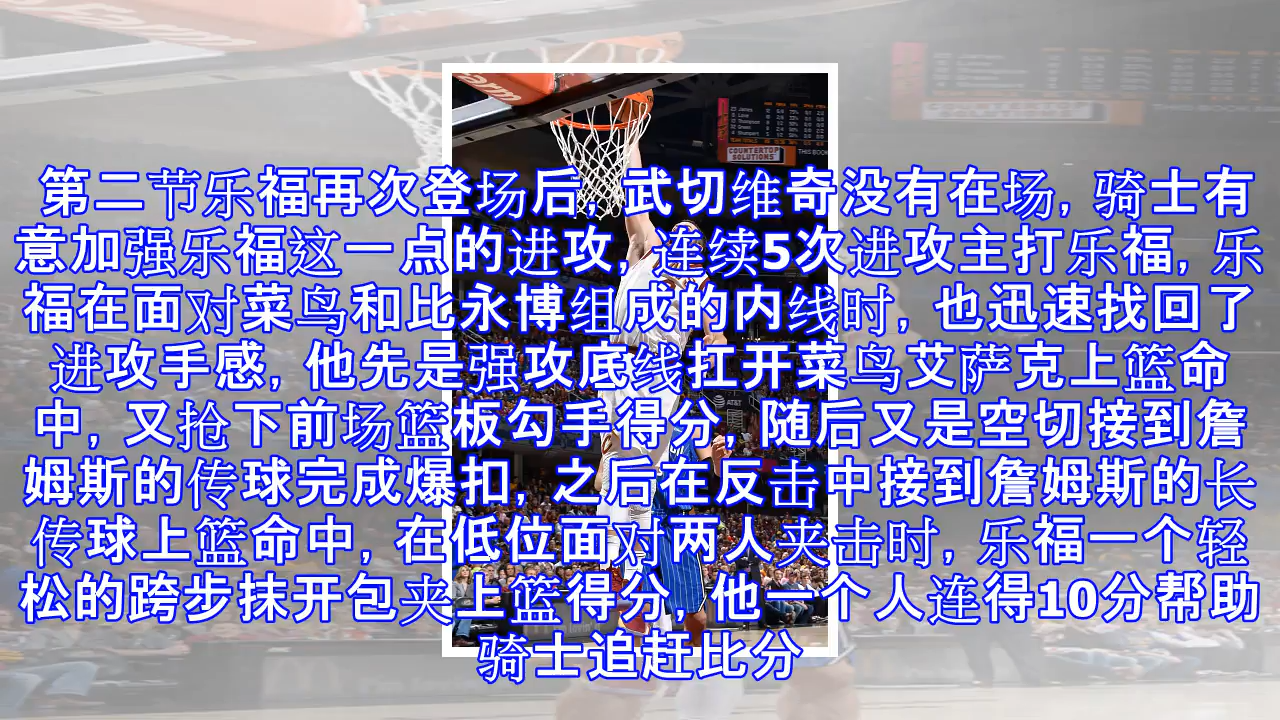 第二节乐福再次登场后, 武切维奇没有在场, 骑士有
意加强乐福这一点的进攻, 连续5次进攻主打乐福, 乐
福在面对菜鸟和比永博组成的内线时, 也迅速找回了
进攻手感, 他先是强攻底线扛开菜鸟艾萨克上篮命
中, 又抢下前场篮板勾手得分, 随后又是空切接到詹
姆斯的传球完成爆扣, 之后在反击中接到詹姆斯的长
传球上篮命中, 在低位面对两人夹击时, 乐福一个轻
松的跨步抹开包夹上篮得分, 他一个人连得10分帮助
骑士追赶比分
COUNTERTOP
SOLUTIONS
THIS BOOK
AT&T